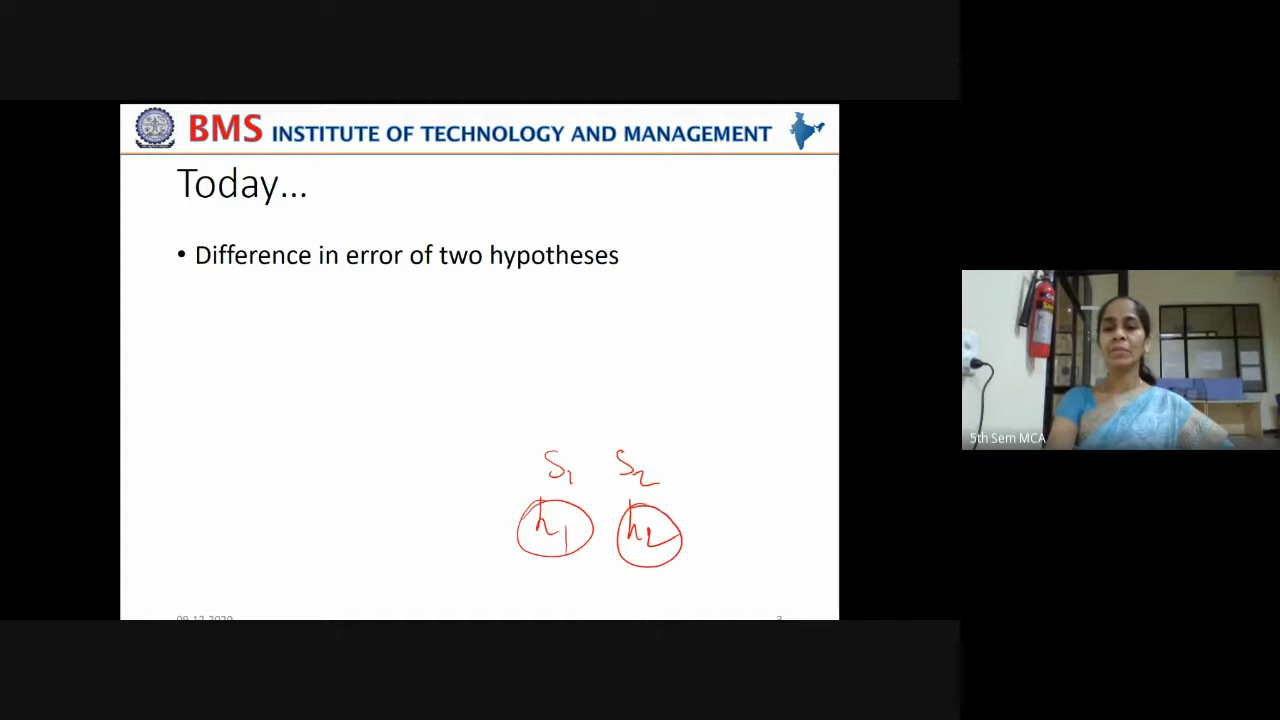 BMS INSTITUTE OF TECHNOLOGY AND MANAGEMENT
Today...
• Difference in error of two hypotheses
S1 S2
h1 h2
5th Sem MCA